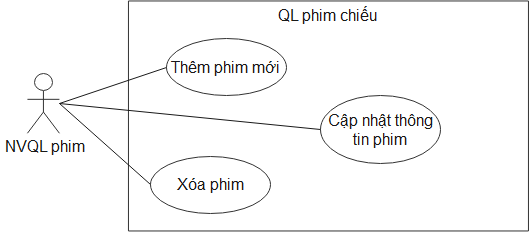 QL phim chiếu
Thêm phim mới
Cập nhật thông
tin phim
NVQL phim
Xóa phim